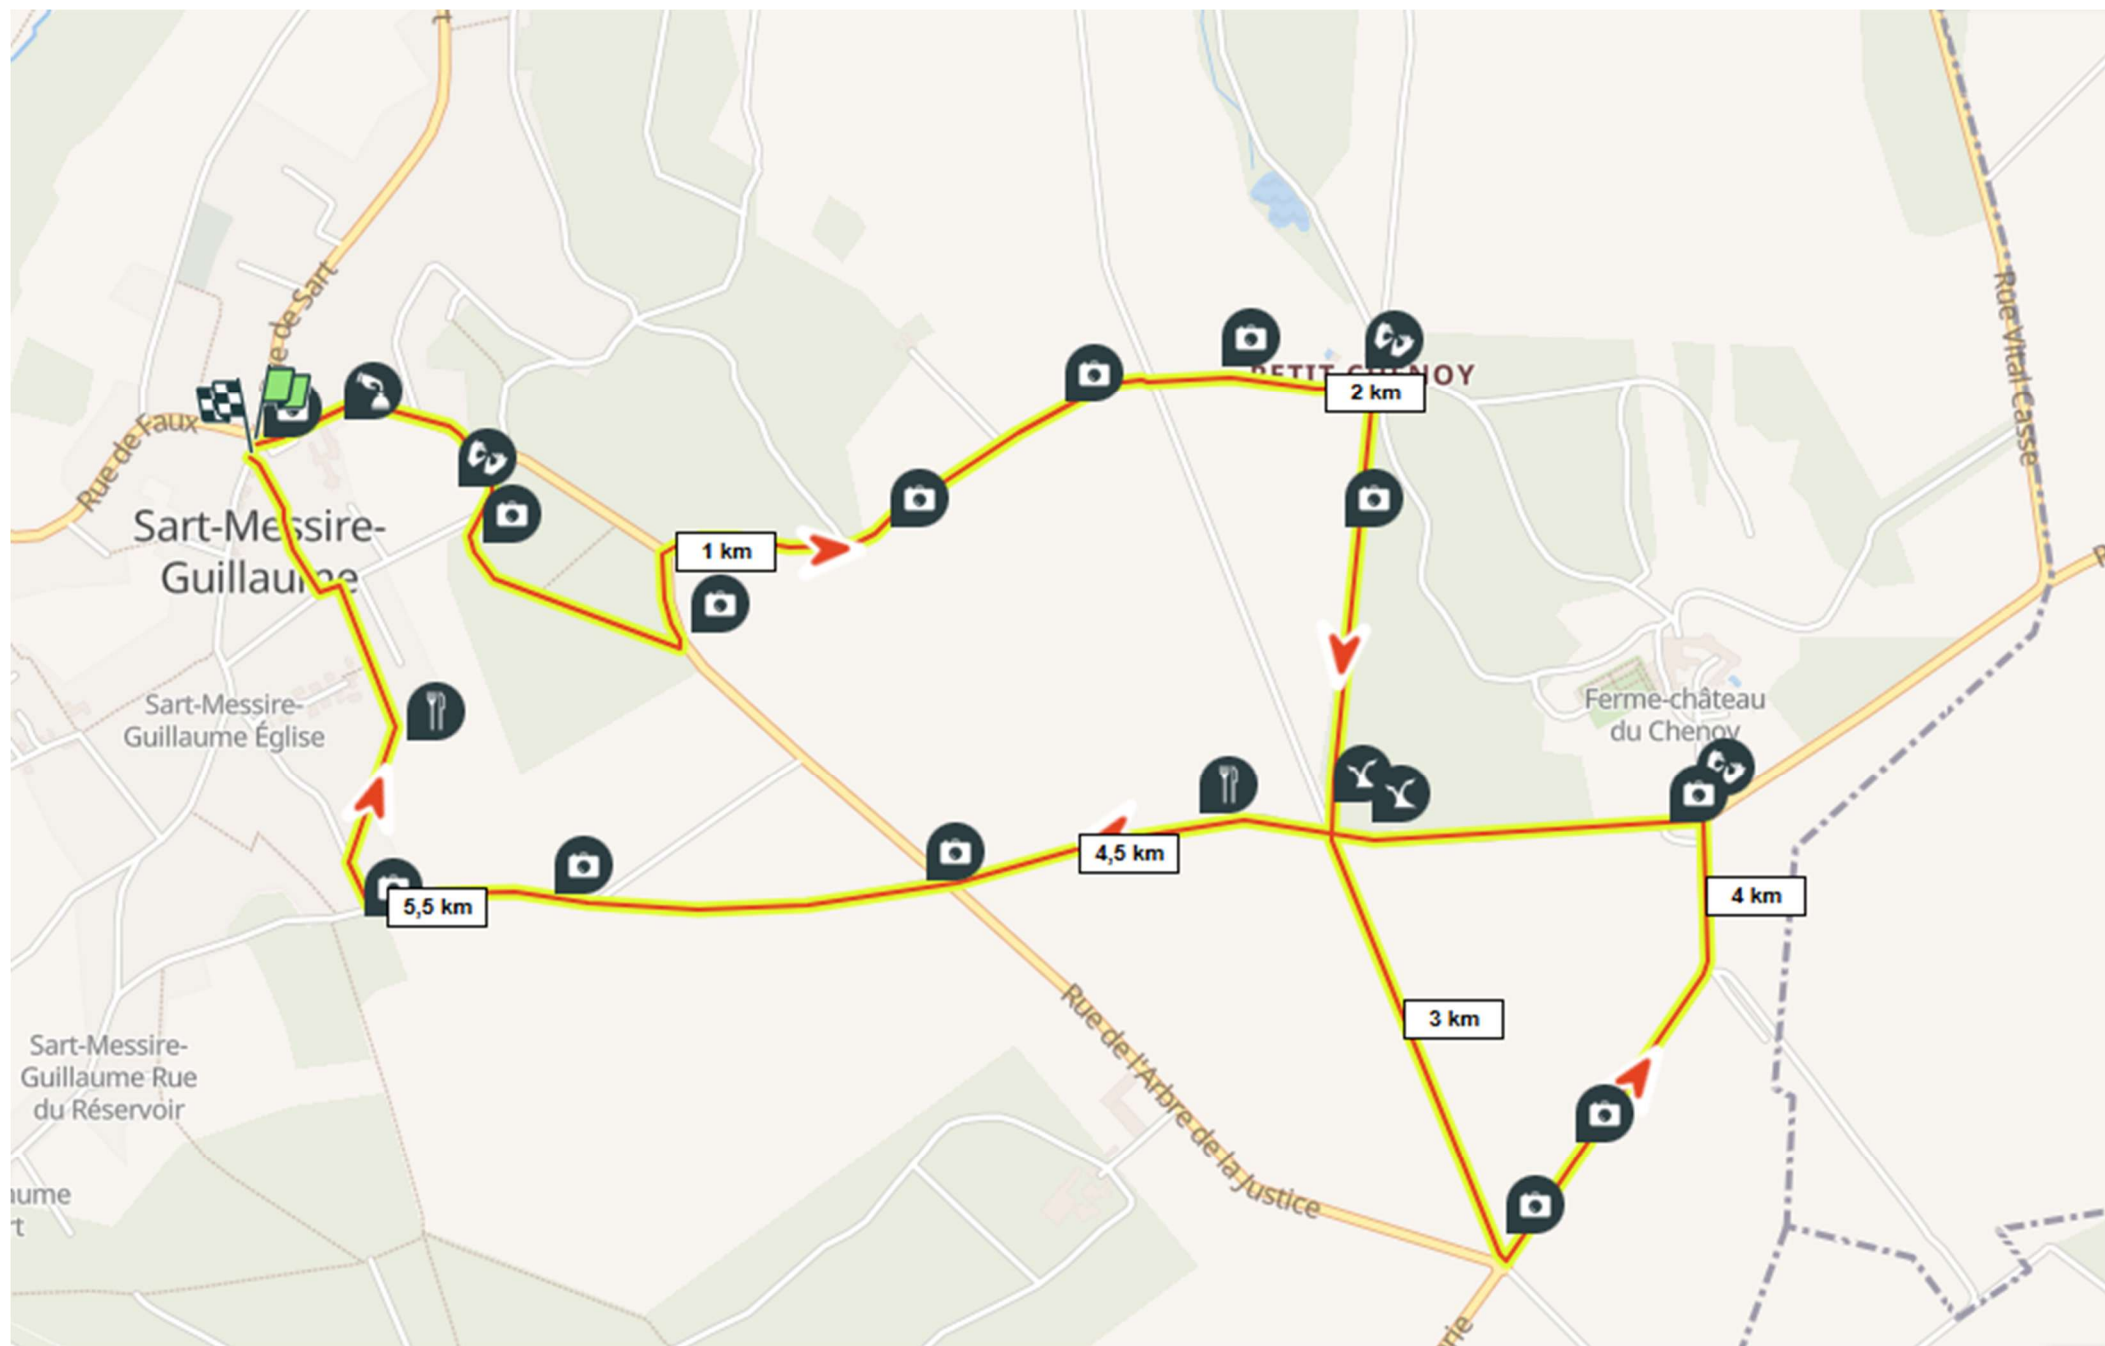 Rue de Sart
Rue Vital Casse
PETIT CHENOY
2 km
Rue de Faux
Sart-Messire-
Guillaume
1 km
Sart-Messire-
Guillaume Église
Ferme-château
du Chenoy
4,5 km
4 km
5,5 km
3 km
Rue de l'Arbre de la Justice
Sart-Messire-
Guillaume Rue
du Réservoir